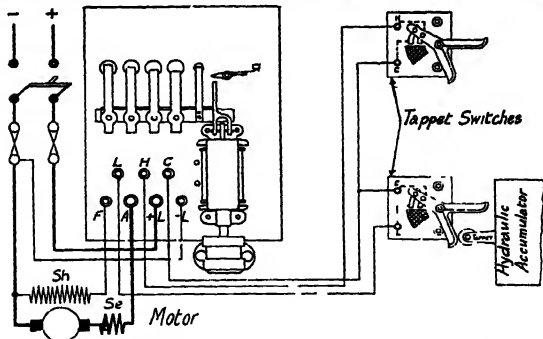 − +
L H C
F A +L -L
Tappet Switches
Hydraulic
Accumulator
Sh
Se
Motor